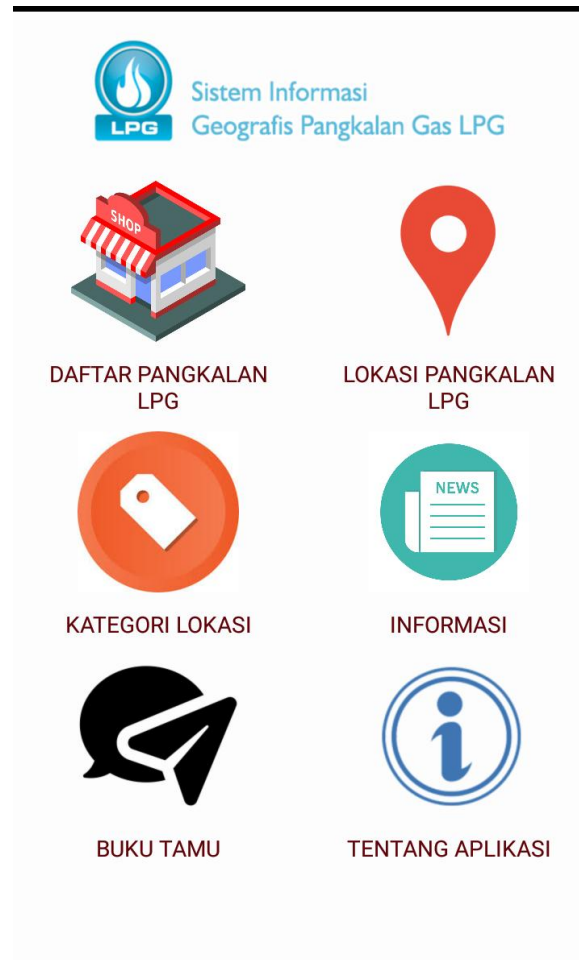 LPG
Sistem Informasi
Geografis Pangkalan Gas LPG
SHOP
DAFTAR PANGKALAN
LPG
LOKASI PANGKALAN
LPG
KATEGORI LOKASI
NEWS
INFORMASI
BUKU TAMU
TENTANG APLIKASI